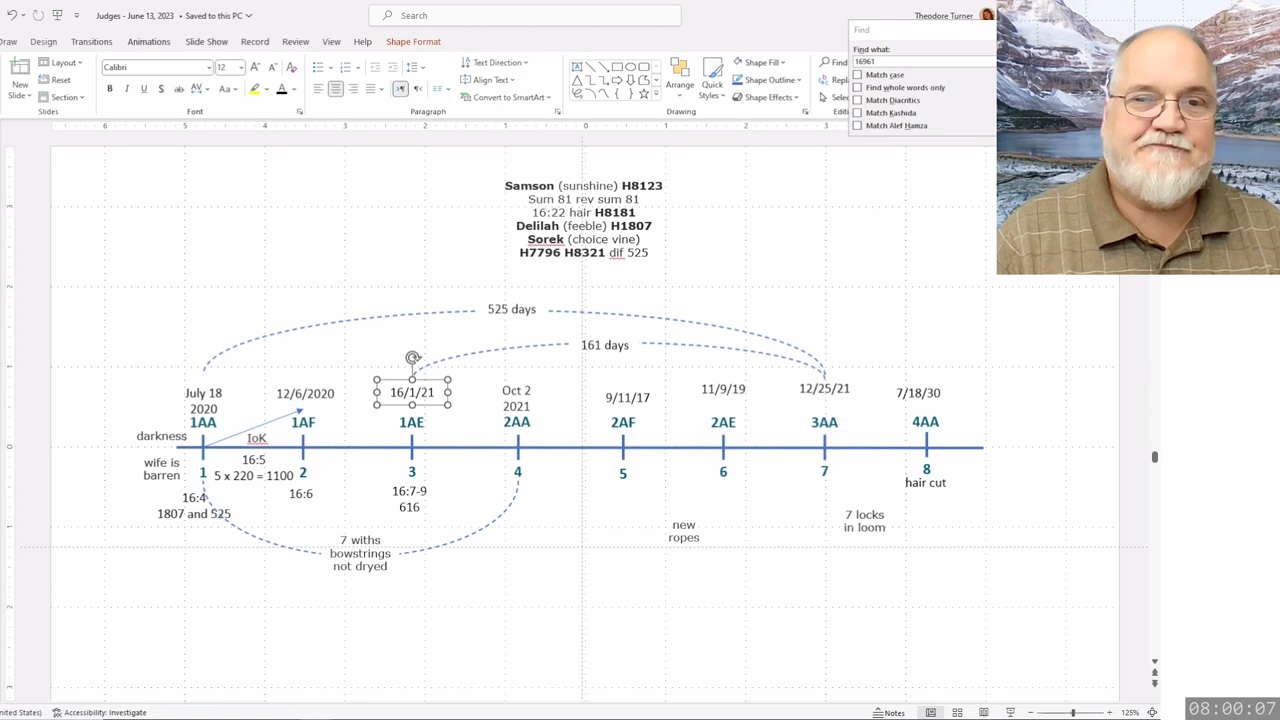 Judges - June 13, 2023 • Saved to this PC
Search
Theodore Turner
Draw Design Transitions Animations Slide Show Record Review View Help Shape Format
New Slide
Layout
Reset
Section
Slides
Calibri 12
Font
Text Direction
Align Text
Convert to SmartArt
Paragraph
Arrange
Quick Styles
Shape Fill
Shape Outline
Shape Effects
Drawing
Find
Find what:
16961
Match case
Find whole words only
Match Diacritics
Match Kashida
Match Alef Hamza
Samson (sunshine) H8123
Sum 81 rev sum 81
16:22 hair H8181
Delilah (feeble) H1807
Sorek (choice vine)
H7796 H8321 dif 525
525 days
161 days
July 18
2020
12/6/2020
16/1/21
Oct 2
2021
9/11/17
11/9/19
12/25/21
7/18/30
1AA 1AF 1AE 2AA 2AF 2AE 3AA 4AA
darkness
IoK
wife is
barren
1 2 3 4 5 6 7 8
hair cut
16:5
5 x 220 = 1100
16:4
1807 and 525
16:6
16:7-9
616
7 withs
bowstrings
not dryed
new
ropes
7 locks
in loom
Accessibility: Investigate
Notes
125%
08:00:07